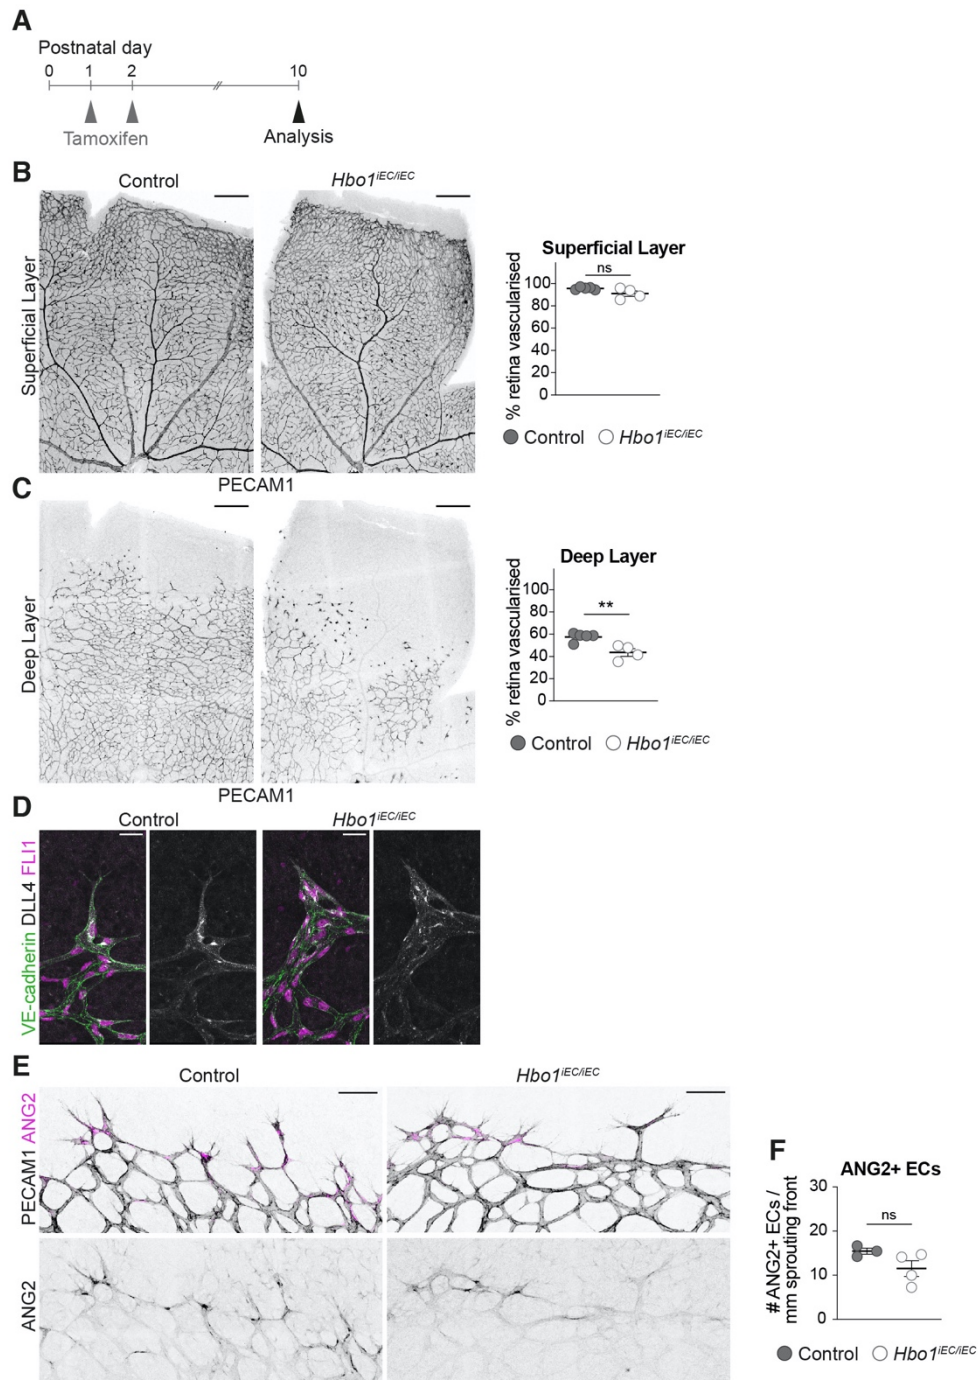 A
Postnatal day
0 1 2 10
Tamoxifen Analysis
B
Control Hbo1iEC/iEC
Superficial Layer
PECAM1
Superficial Layer
ns
% retina vascularised
100
80
60
40
20
0
Control Hbo1iEC/iEC
C
Deep Layer
PECAM1
Deep Layer
**
% retina vascularised
100
80
60
40
20
0
Control Hbo1iEC/iEC
D
Control Hbo1iEC/iEC
VE-cadherin DLL4 FLI1
E
Control Hbo1iEC/iEC
PECAM1 ANG2
ANG2
F
ANG2+ ECs
ns
# ANG2+ ECs /
mm sprouting front
30
20
10
0
Control Hbo1iEC/iEC